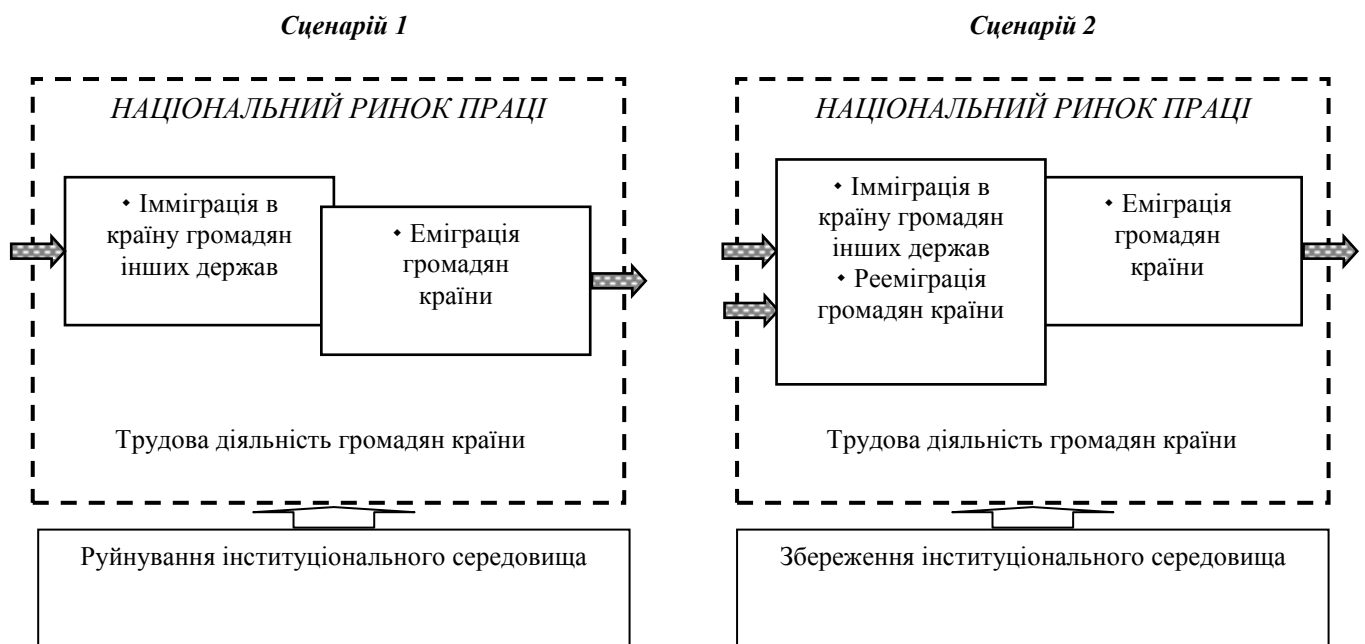 Сценарій 1
НАЦІОНАЛЬНИЙ РИНОК ПРАЦІ
• Імміграція в
країну громадян
інших держав
• Еміграція
громадян
країни
Трудова діяльність громадян країни
Руйнування інституціонального середовища
Сценарій 2
НАЦІОНАЛЬНИЙ РИНОК ПРАЦІ
• Імміграція в
країну громадян
інших держав
• Рееміграція
громадян країни
• Еміграція
громадян
країни
Трудова діяльність громадян країни
Збереження інституціонального середовища